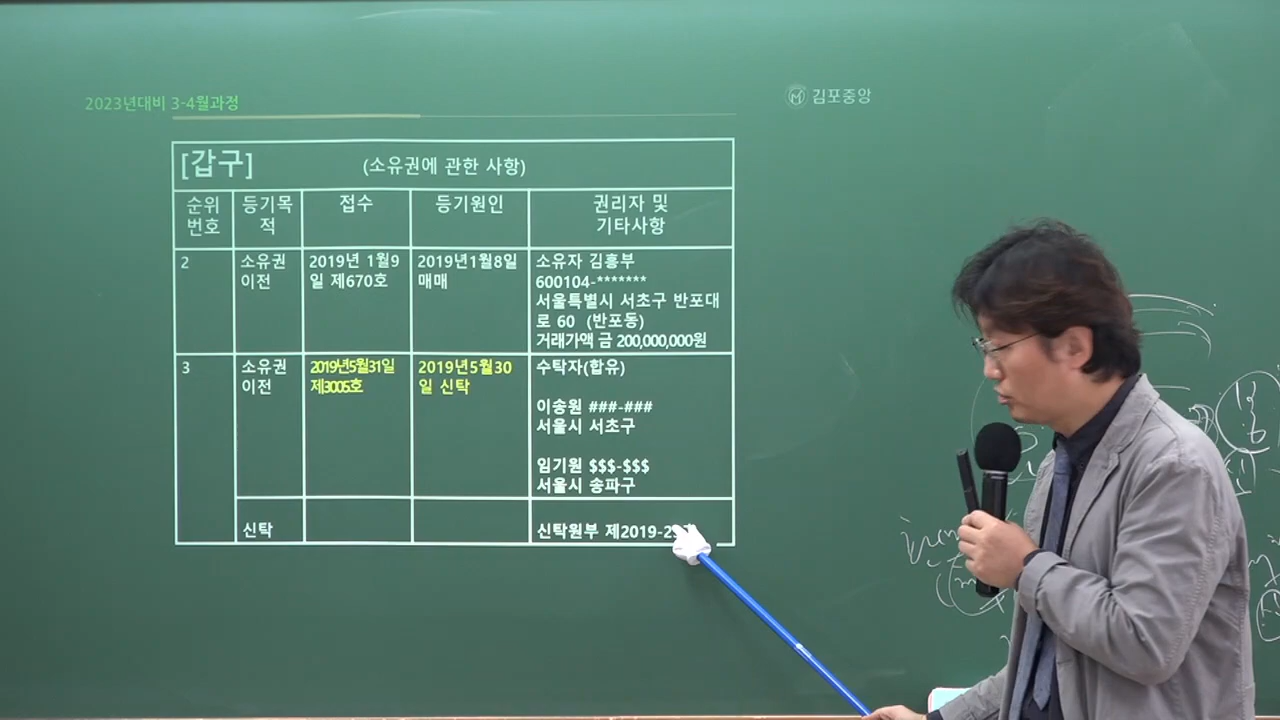 2023년대비 3-4월과정
김포중앙
[갑구] (소유권에 관한 사항)
순위
번호
등기목
적
접수
등기원인
권리자 및
기타사항
2
소유권
이전
2019년 1월9
일 제670호
2019년1월8일
매매
소유자 김흥부
600104-*******
서울특별시 서초구 반포대
로 60 (반포동)
거래가액 금 200,000,000원
3
소유권
이전
2019년5월31일
제3005호
2019년5월30
일 신탁
수탁자(합유)
이송원 ###-###
서울시 서초구
임기원 $$$-$$$
서울시 송파구
신탁
신탁원부 제2019-